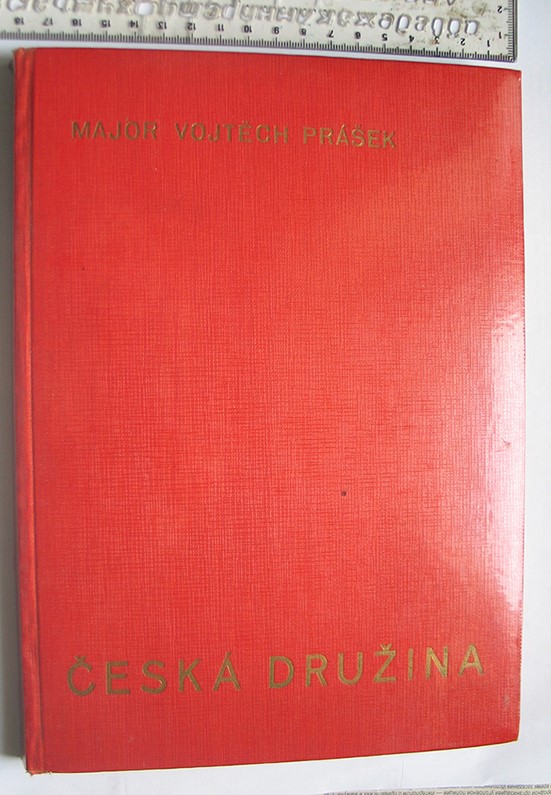 MAJOR VOJTĚCH PRÁŠEK
ČESKÁ DRUŽINA